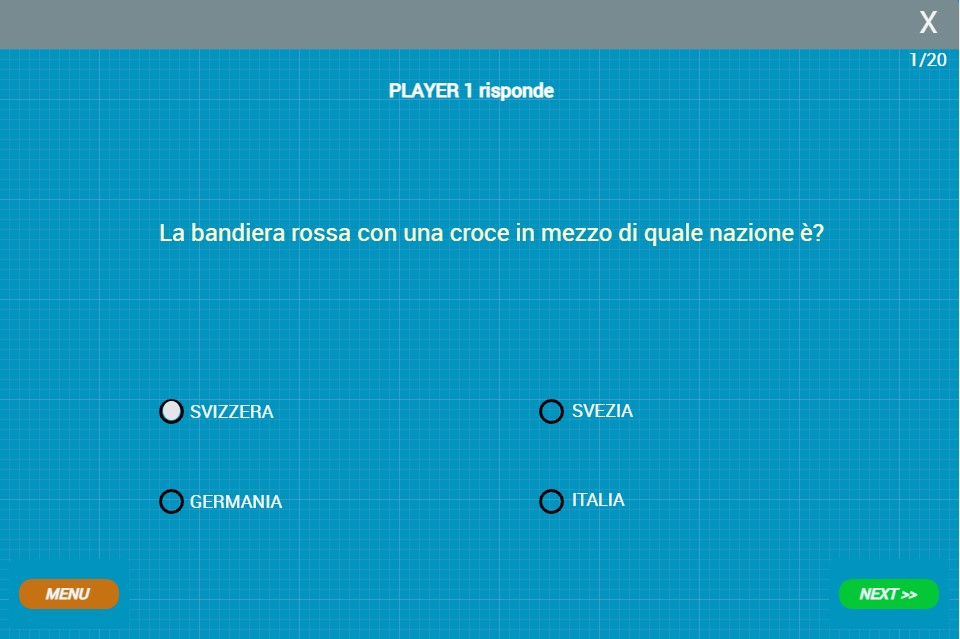 X
1/20
PLAYER 1 risponde
La bandiera rossa con una croce in mezzo di quale nazione è?
SVIZZERA
SVEZIA
GERMANIA
ITALIA
MENU
NEXT >>